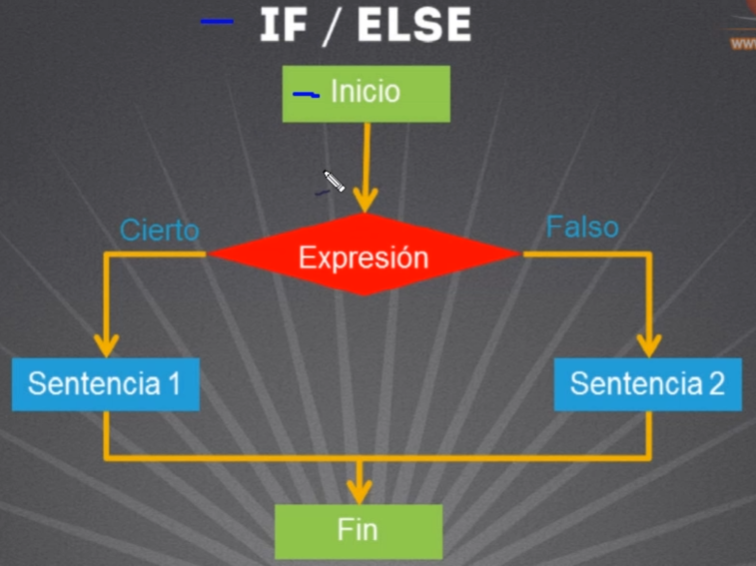 IF / ELSE
Inicio
Cierto
Falso
Expresión
Sentencia 1
Sentencia 2
Fin